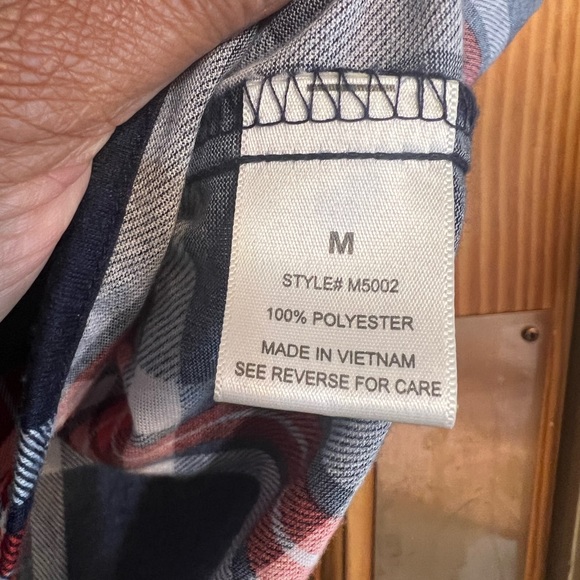 M
STYLE# M5002
100% POLYESTER
MADE IN VIETNAM
SEE REVERSE FOR CARE